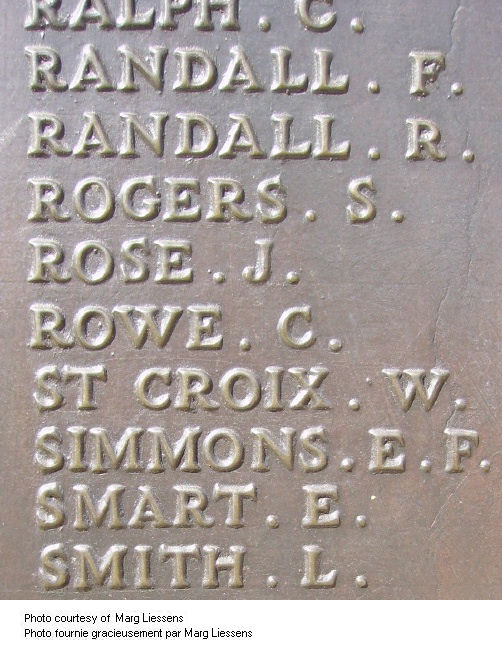 RALPH. C.
RANDALL. F.
RANDALL. R.
ROGERS. S.
ROSE. J.
ROWE. C.
ST CROIX. W.
SIMMONS. E. F.
SMART. E.
SMITH. L.
Photo courtesy of Marg Liessens
Photo fournie gracieusement par Marg Liessens